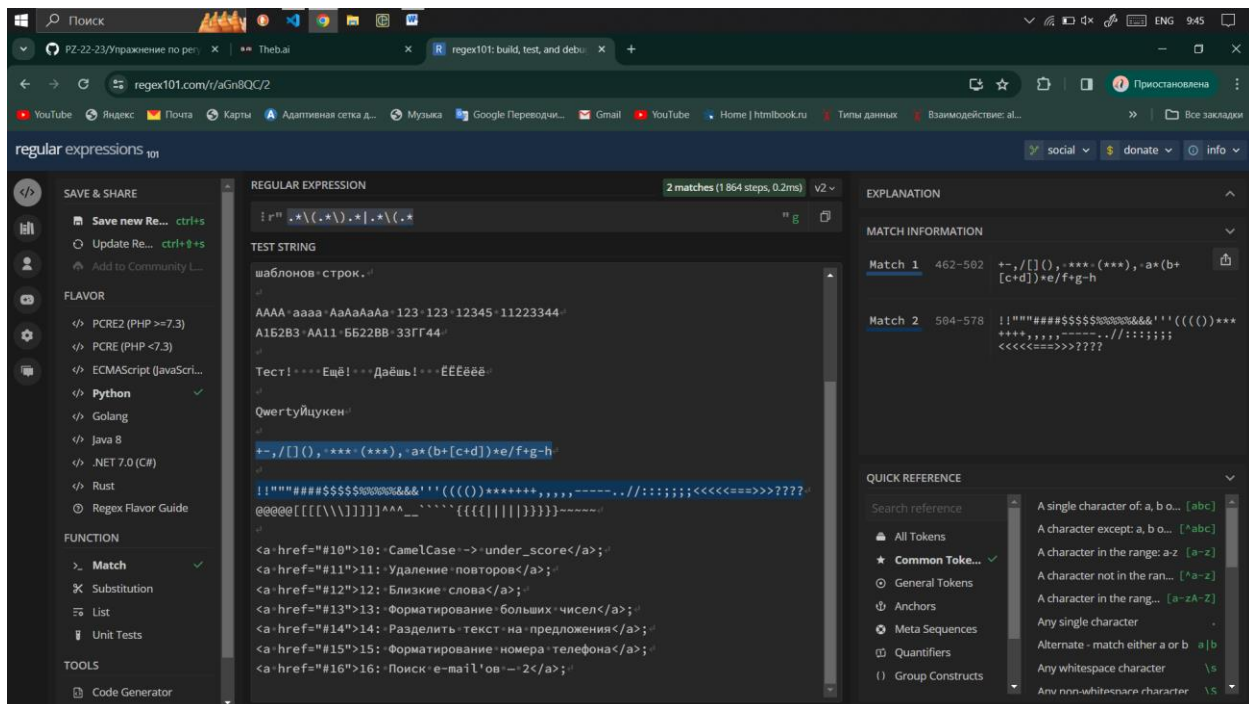 Поиск
ENG 9:45
PZ-22-23/Упражнение по рег
Theb.ai
regex101: build, test, and debu
regex101.com/r/aGn8QC/2
Приостановлена
YouTube Яндекс Почта Карты Адаптивная сетка д... Музыка Google Переводчи... Gmail YouTube Home | htmlbook.ru Типы данных Взаимодействие: al... » Все закладки
regular expressions 101
social donate info
SAVE & SHARE
Save new Re... ctrl+s
Update Re... ctrl+⇧+s
Add to Community L...
FLAVOR
PCRE2 (PHP >=7.3)
PCRE (PHP <7.3)
ECMAScript (JavaScri...
Python
Golang
Java 8
.NET 7.0 (C#)
Rust
Regex Flavor Guide
FUNCTION
Match
Substitution
List
Unit Tests
TOOLS
Code Generator
REGULAR EXPRESSION
2 matches (1 864 steps, 0.2ms) v2
r" .*\(.*\).*|.*\(.* " g
TEST STRING
шаблонов·строк.
AAAA·aaaa·AaAaAaAa·123·123·12345·11223344
А1Б2В3·АА11·ББ22ВВ·33ГГ44
Тест!····Ещё!···Даёшь!···ЁЁЁёёё
QwertyЙцукен
+-,/[](),·***·(***),·a*(b+[c+d])*e/f+g-h
!!"""####$$$$$%%%%%%&&&'''(((())***++++,,,,,-----..//:::;;;;<<<<<===>>>????
@@@@@[[[[\\\]]]]]^^^__`````{{{{|||||}}}}}~~~~~
<a·href="#10">10:·CamelCase·->·under_score</a>;
<a·href="#11">11:·Удаление·повторов</a>;
<a·href="#12">12:·Близкие·слова</a>;
<a·href="#13">13:·Форматирование·больших·чисел</a>;
<a·href="#14">14:·Разделить·текст·на·предложения</a>;
<a·href="#15">15:·Форматирование·номера·телефона</a>;
<a·href="#16">16:·Поиск·e-mail'ов·—·2</a>;
EXPLANATION
MATCH INFORMATION
Match 1 462-502 +-,/[](),·***·(***),·a*(b+
[c+d])*e/f+g-h
Match 2 504-578 !!"""####$$$$$%%%%%%&&&'''(((())***
++++,,,,,-----..//:::;;;;
<<<<<===>>>????
QUICK REFERENCE
Search reference
All Tokens
Common Toke...
General Tokens
Anchors
Meta Sequences
Quantifiers
Group Constructs
A single character of: a, b o... [abc]
A character except: a, b o... [^abc]
A character in the range: a-z [a-z]
A character not in the ran... [^a-z]
A character in the rang... [a-zA-Z]
Any single character .
Alternate - match either a or b a|b
Any whitespace character \s
Any non-whitespace character \S